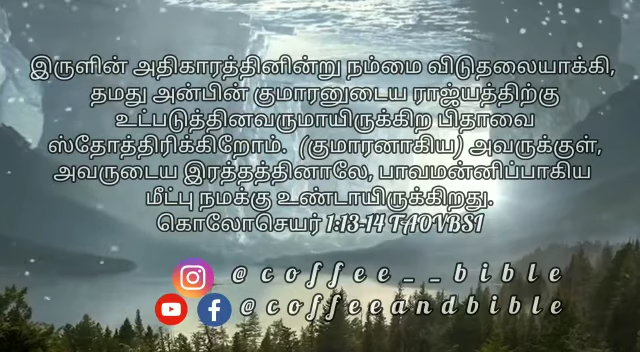 இருளின் அதிகாரத்தினின்று நம்மை விடுதலையாக்கி,
தமது அன்பின் குமாரனுடைய ராஜ்யத்திற்கு
உட்படுத்தினவருமாயிருக்கிற பிதாவை
ஸ்தோத்திரிக்கிறோம். (குமாரனாகிய) அவருக்குள்,
அவருடைய இரத்தத்தினாலே, பாவமன்னிப்பாகிய
மீட்பு நமக்கு உண்டாயிருக்கிறது.
கொலோசெயர் 1:13-14 TAOVBSI
@coffee__bible
@coffeeandbible